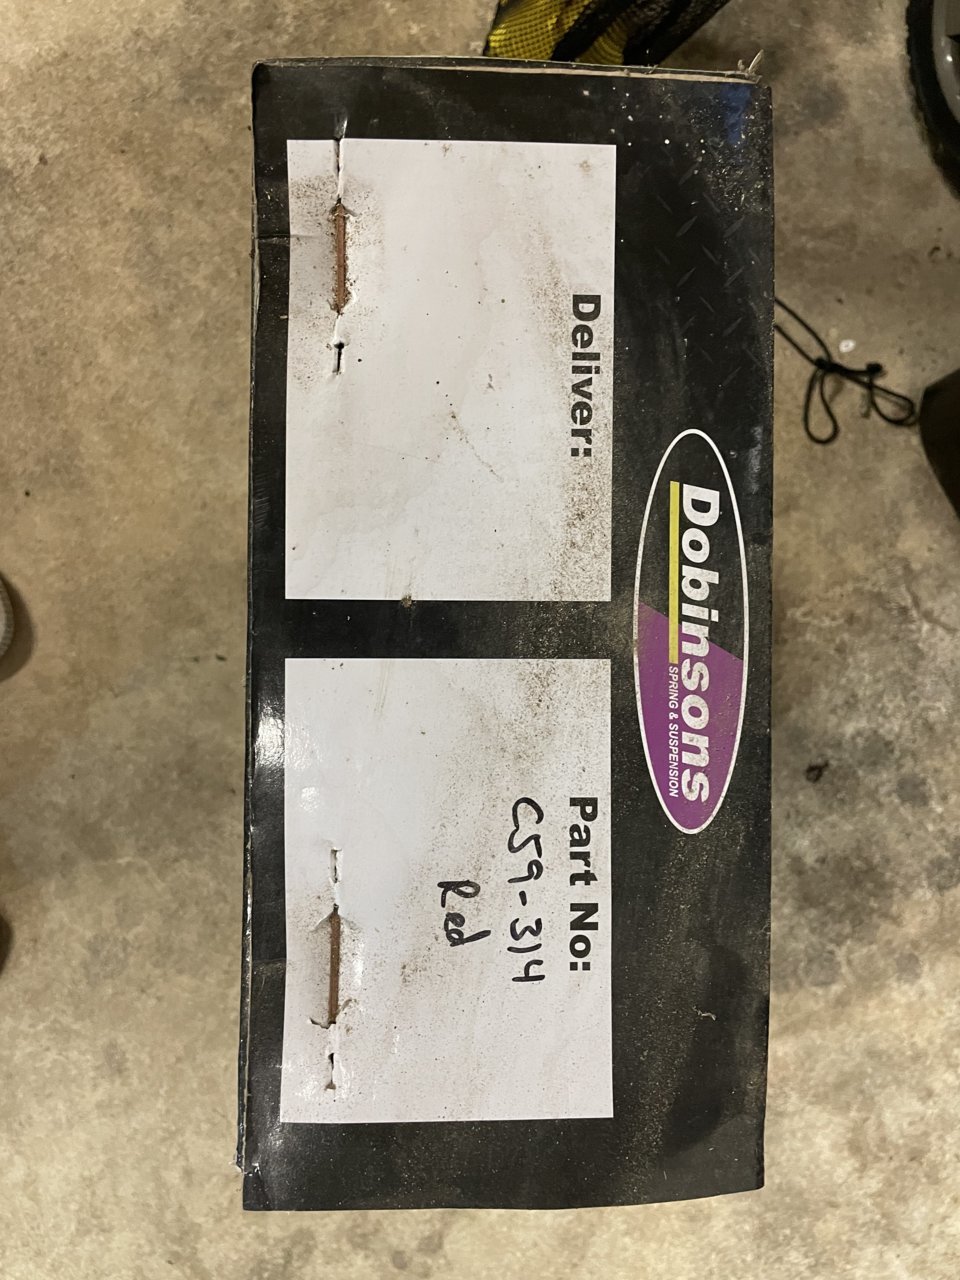 Dobinsons
SPRING & SUSPENSION
Deliver:
Part No:
C59-314
Red